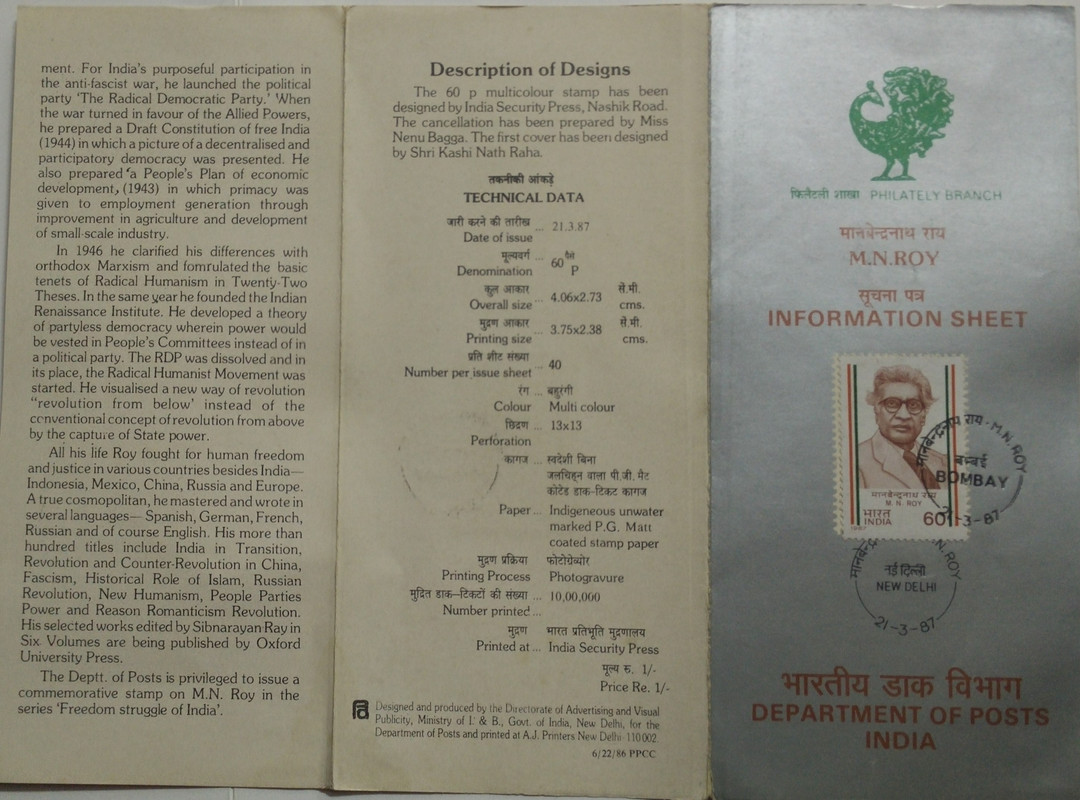 ment. For India's purposeful participation in
the anti-fascist war, he launched the political
party 'The Radical Democratic Party.' When
the war turned in favour of the Allied Powers,
he prepared a Draft Constitution of free India
(1944) in which a picture of a decentralised and
participatory democracy was presented. He
also prepared 'a People's Plan of economic
development, (1943) in which primacy was
given to employment generation through
improvement in agriculture and development
of small-scale industry.
In 1946 he clarified his differences with
orthodox Marxism and fomrulated the basic
tenets of Radical Humanism in Twenty-Two
Theses. In the same year he founded the Indian
Renaissance Institute. He developed a theory
of partyless democracy wherein power would
be vested in People's Committees instead of in
a political party. The RDP was dissolved and in
its place, the Radical Humanist Movement was
started. He visualised a new way of revolution
"revolution from below' instead of the
conventional concept of revolution from above
by the capture of State power.
All his life Roy fought for human freedom
and justice in various countries besides India—
Indonesia, Mexico, China, Russia and Europe.
A true cosmopolitan, he mastered and wrote in
several languages— Spanish, German, French,
Russian and of course English. His more than
hundred titles include India in Transition,
Revolution and Counter-Revolution in China,
Fascism, Historical Role of Islam, Russian
Revolution, New Humanism, People Parties
Power and Reason Romanticism Revolution.
His selected works edited by Sibnarayan Ray in
Six Volumes are being published by Oxford
University Press.
The Deptt. of Posts is privileged to issue a
commemorative stamp on M.N. Roy in the
series 'Freedom struggle of India'.
Description of Designs
The 60 p multicolour stamp has been
designed by India Security Press, Nashik Road.
The cancellation has been prepared by Miss
Nenu Bagga. The first cover has been designed
by Shri Kashi Nath Raha.
तकनीकी आंकड़े
TECHNICAL DATA
जारी करने की तारीख ... 21.3.87
Date of issue
मूल्यवर्ग ... 60 पैसे
Denomination P
कुल आकार ... 4.06x2.73 से.मी.
Overall size cms.
मुद्रण आकार ... 3.75x2.38 से.मी.
Printing size cms.
प्रति शीट संख्या ... 40
Number per issue sheet
रंग ... बहुरंगी
Colour Multi colour
छिद्रण ... 13x13
Perforation
कागज ... स्वदेशी बिना
जलचिह्न वाला पी.जी. मैट
कोटेड डाक-टिकट कागज
Paper ... Indigeneous unwater
marked P.G. Matt
coated stamp paper
मुद्रण प्रक्रिया फोटोग्रेव्योर
Printing Process Photogravure
मुद्रित डाक-टिकटों की संख्या ... 10,00,000
Number printed ...
मुद्रण भारत प्रतिभूति मुद्रणालय
Printed at ... India Security Press
मूल्य रु. 1/-
Price Re. 1/-
Designed and produced by the Directorate of Advertising and Visual
Publicity, Ministry of I. & B., Govt. of India, New Delhi, for the
Department of Posts and printed at A.J. Printers New Delhi-110 002
6/22/86 PPCC
फिलैटली शाखा PHILATELY BRANCH
मानबेन्द्रनाथ राय
M.N.ROY
सूचना पत्र
INFORMATION SHEET
मानबेन्द्रनाथ राय
M. N. ROY
भारत
INDIA 60
1987
मानबेन्द्रनाथ राय - M.N. ROY
बम्बई
BOMBAY
21-3-87
N. ROY
नई दिल्ली
NEW DELHI
21-3-87
भारतीय डाक विभाग
DEPARTMENT OF POSTS
INDIA